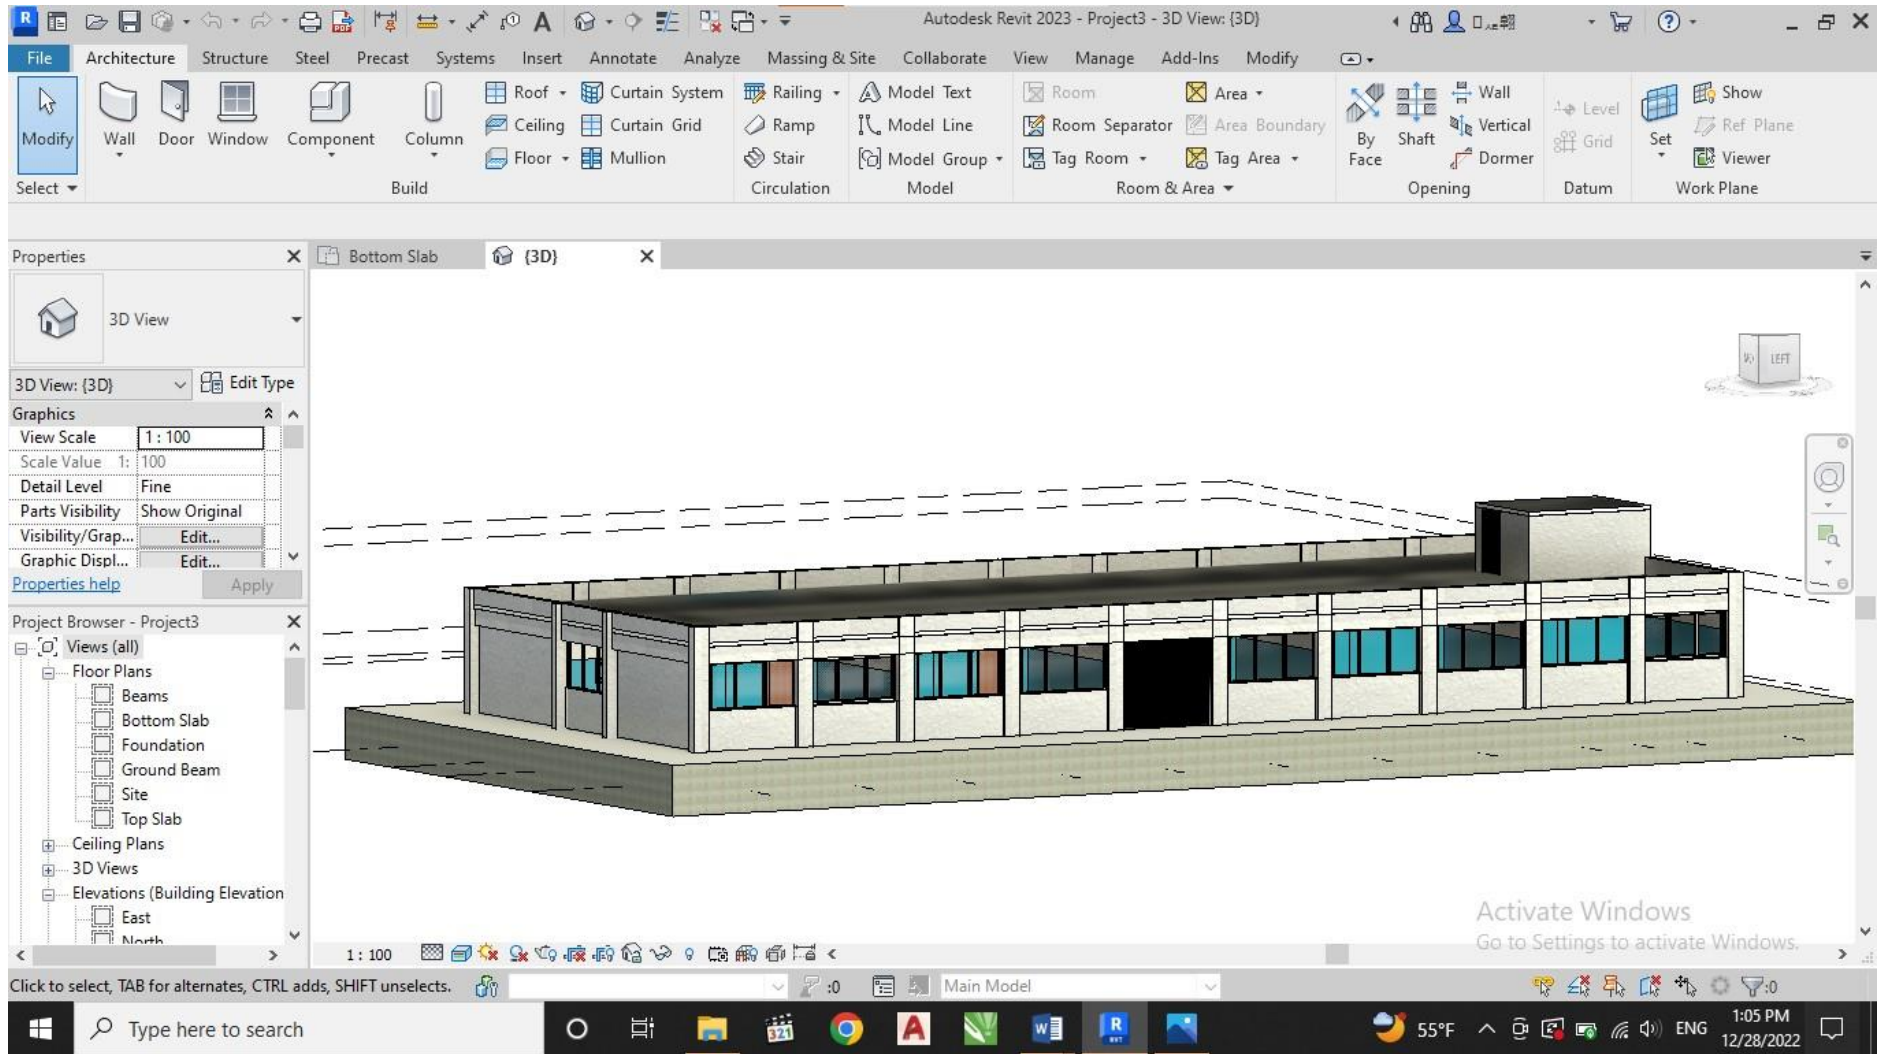 Autodesk Revit 2023 - Project3 - 3D View: {3D}
File Architecture Structure Steel Precast Systems Insert Annotate Analyze Massing & Site Collaborate View Manage Add-Ins Modify
Modify
Wall
Door
Window
Component
Column
Roof
Ceiling
Floor
Curtain System
Curtain Grid
Mullion
Railing
Ramp
Stair
Model Text
Model Line
Model Group
Room
Room Separator
Tag Room
Area
Area Boundary
Tag Area
By Face
Shaft
Wall
Vertical
Dormer
Level
Grid
Set
Show
Ref Plane
Viewer
Select
Build
Circulation
Model
Room & Area
Opening
Datum
Work Plane
Properties
Bottom Slab
{3D}
3D View
3D View: {3D}
Edit Type
Graphics
View Scale 1 : 100
Scale Value 1: 100
Detail Level Fine
Parts Visibility Show Original
Visibility/Grap... Edit...
Graphic Displ... Edit...
Properties help
Apply
LEFT
Project Browser - Project3
Views (all)
Floor Plans
Beams
Bottom Slab
Foundation
Ground Beam
Site
Top Slab
Ceiling Plans
3D Views
Elevations (Building Elevation
East
North
Activate Windows
Go to Settings to activate Windows.
1 : 100
Click to select, TAB for alternates, CTRL adds, SHIFT unselects.
:0
Main Model
:0
Type here to search
55°F
ENG
1:05 PM
12/28/2022